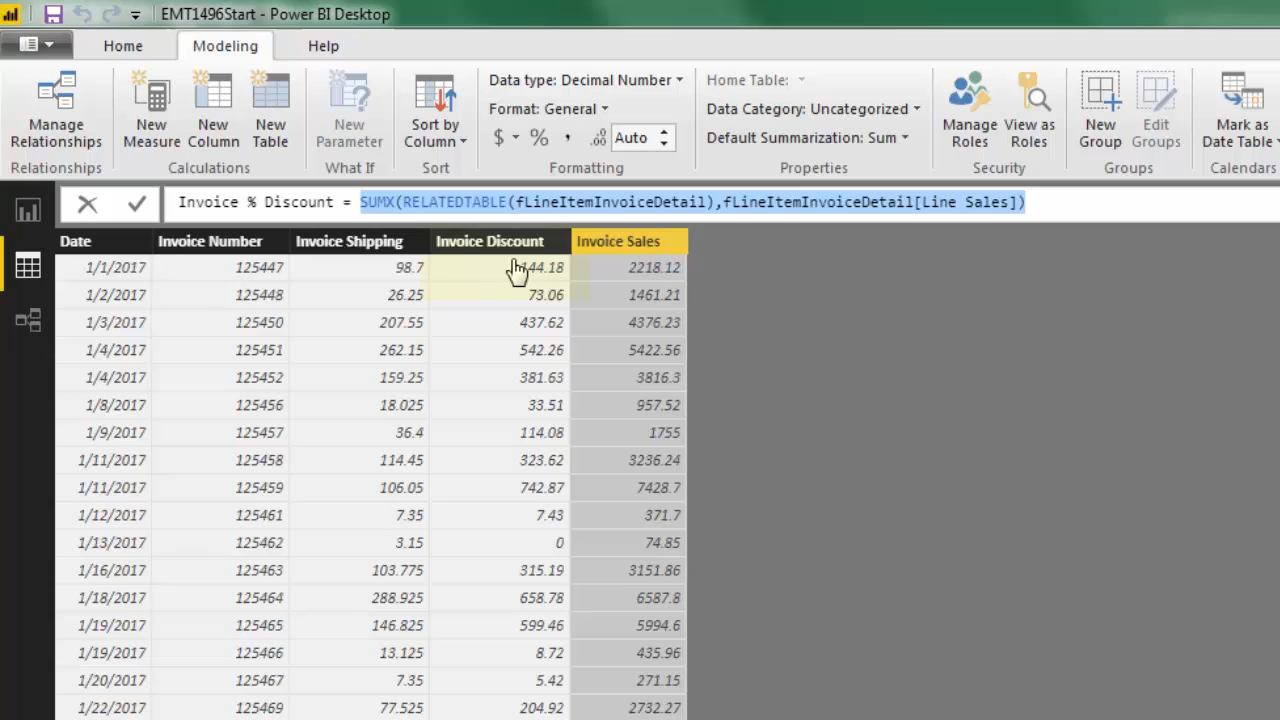 EMT1496Start - Power BI Desktop
Home Modeling Help
Manage Relationships
New Measure
New Column
New Table
New Parameter
Sort by Column
Data type: Decimal Number
Format: General
$ % , .00 Auto
Home Table:
Data Category: Uncategorized
Default Summarization: Sum
Manage Roles
View as Roles
New Group
Edit Groups
Mark as Date Table
Relationships Calculations What If Sort Formatting Properties Security Groups Calendars
Invoice % Discount = SUMX(RELATEDTABLE(fLineItemInvoiceDetail),fLineItemInvoiceDetail[Line Sales])
Date Invoice Number Invoice Shipping Invoice Discount Invoice Sales
1/1/2017 125447 98.7 144.18 2218.12
1/2/2017 125448 26.25 73.06 1461.21
1/3/2017 125450 207.55 437.62 4376.23
1/4/2017 125451 262.15 542.26 5422.56
1/4/2017 125452 159.25 381.63 3816.3
1/8/2017 125456 18.025 33.51 957.52
1/9/2017 125457 36.4 114.08 1755
1/11/2017 125458 114.45 323.62 3236.24
1/11/2017 125459 106.05 742.87 7428.7
1/12/2017 125461 7.35 7.43 371.7
1/13/2017 125462 3.15 0 74.85
1/16/2017 125463 103.775 315.19 3151.86
1/18/2017 125464 288.925 658.78 6587.8
1/19/2017 125465 146.825 599.46 5994.6
1/19/2017 125466 13.125 8.72 435.96
1/20/2017 125467 7.35 5.42 271.15
1/22/2017 125469 77.525 204.92 2732.27